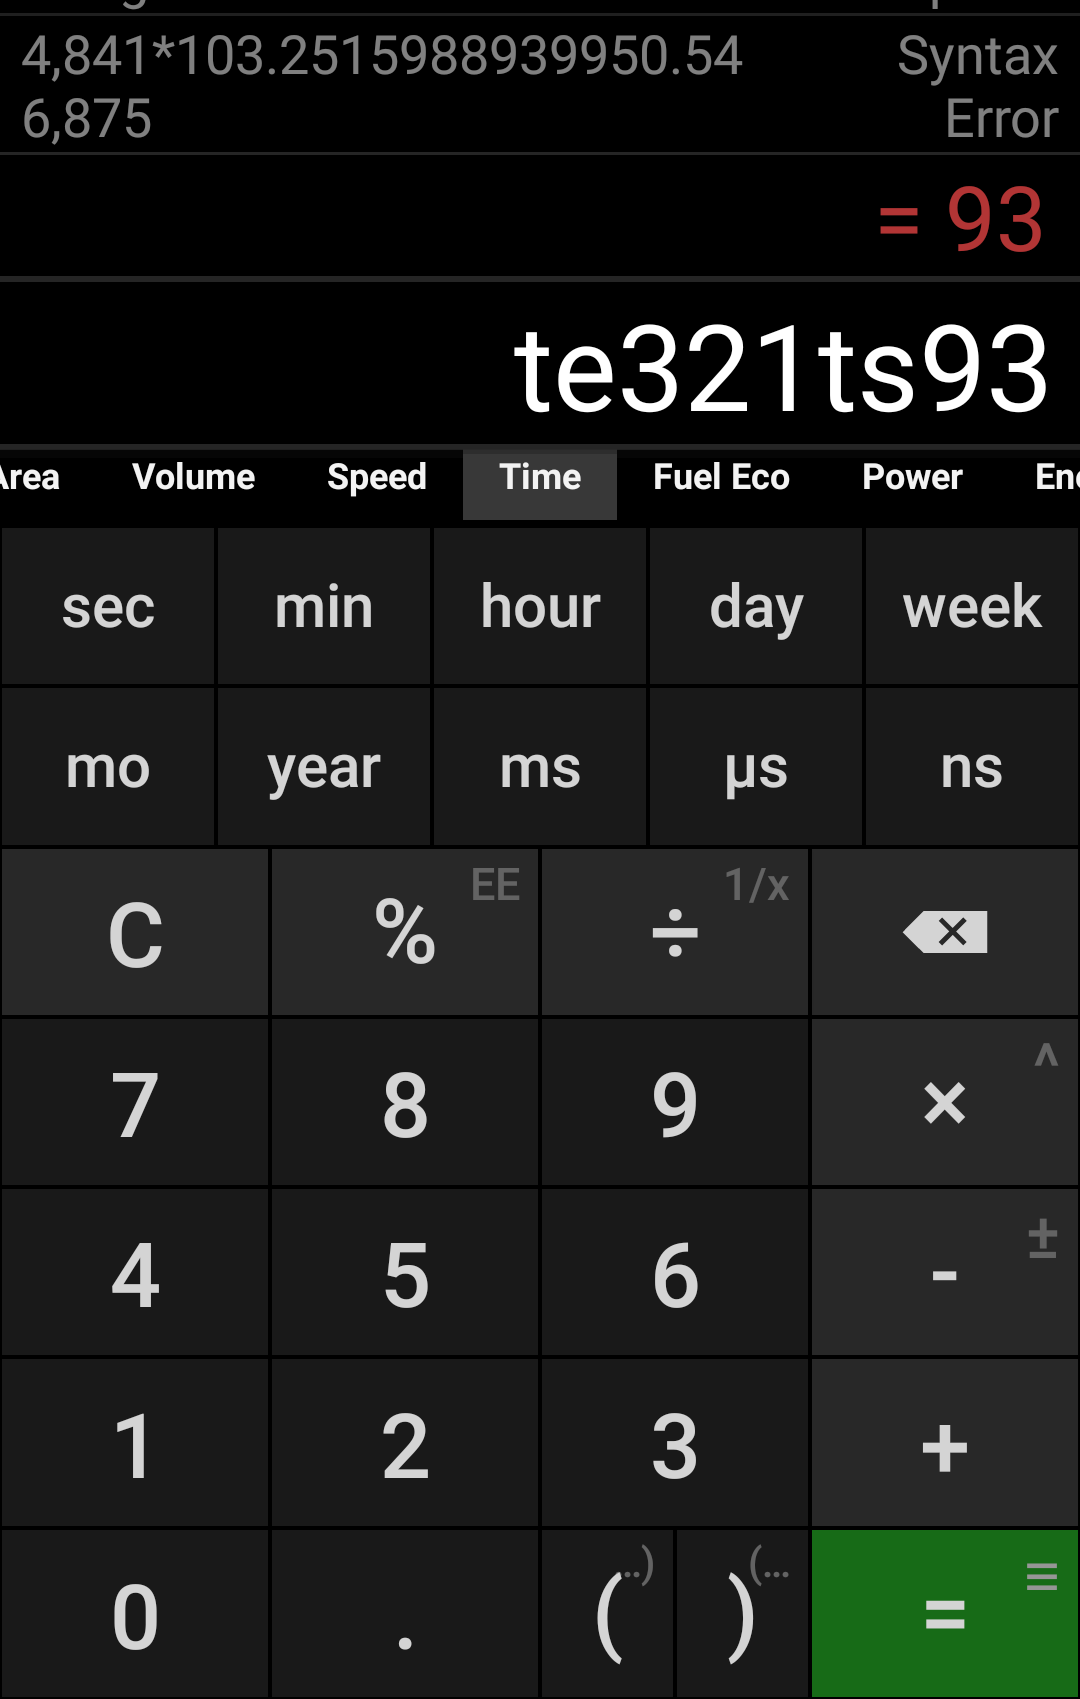 4,841*103.2515988939950.54 Syntax
6,875 Error
= 93
te321ts93
Area Volume Speed Time Fuel Eco Power
sec min hour day week
mo year ms µs ns
C % EE ÷ 1/x
7 8 9 × ^
4 5 6 - ±
1 2 3 + 
0 . ( ..) ) (... = ≡